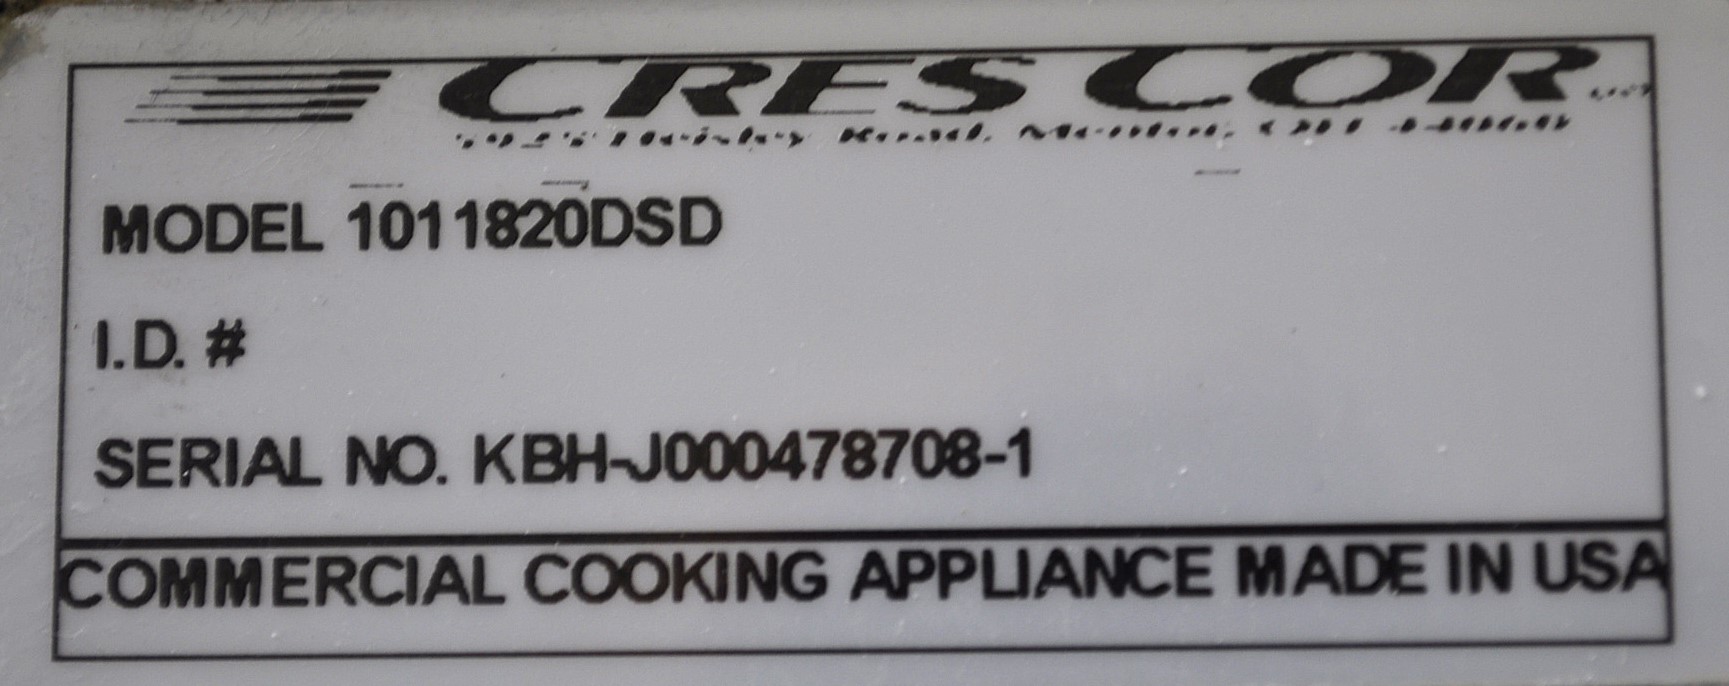 CRES COR
MODEL 1011820DSD
I.D. #
SERIAL NO. KBH-J000478708-1
COMMERCIAL COOKING APPLIANCE MADE IN USA